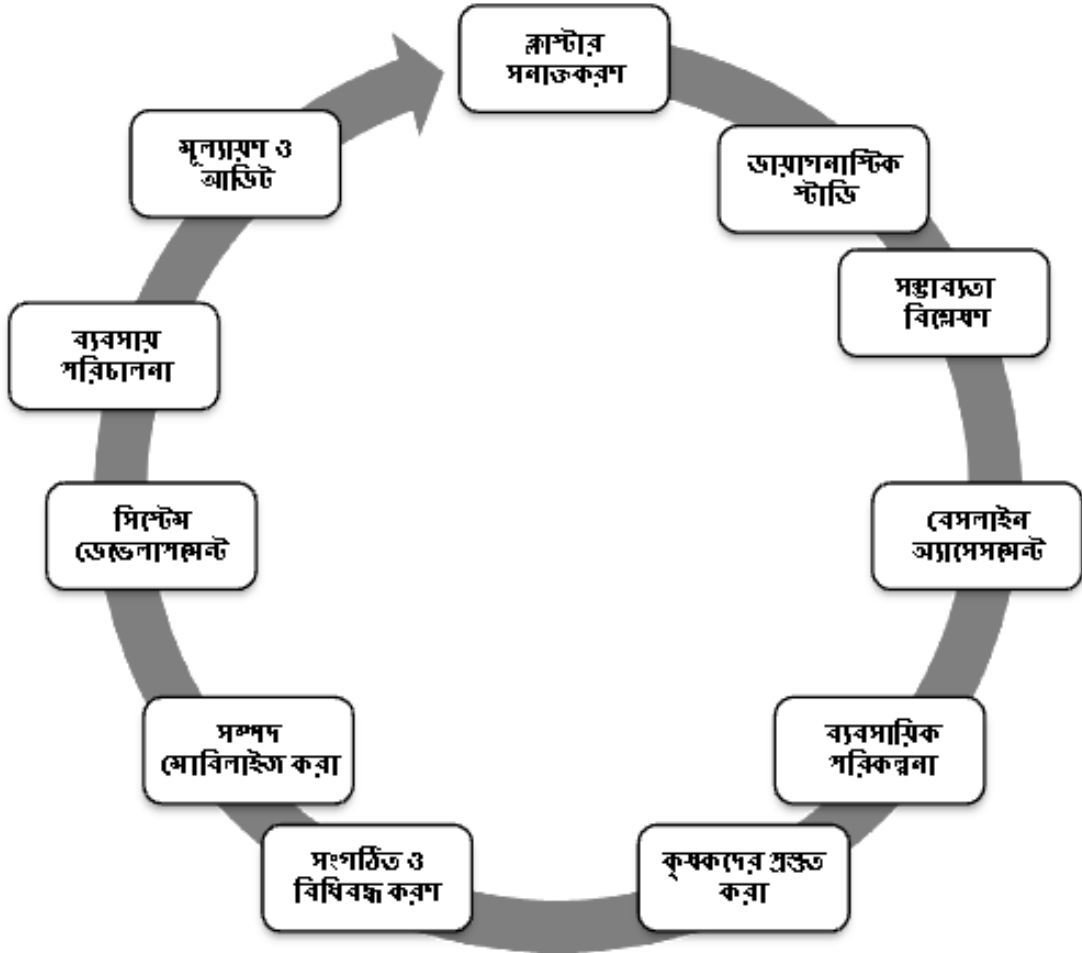 ক্লাস্টার
সনাক্তকরণ
ডায়াগনাস্টিক
স্টাডি
সম্ভাব্যতা
বিশ্লেষণ
বেসলাইন
অ্যাসেসমেন্ট
ব্যবসায়িক
পরিকল্পনা
কৃষকদের প্রস্তুত
করা
সংগঠিত ও
বিধিবদ্ধ করণ
সম্পদ
মোবিলাইজ করা
সিস্টেম
ডেভেলাপমেন্ট
ব্যবসায়
পরিচালনা
মূল্যায়ণ ও
আডিট